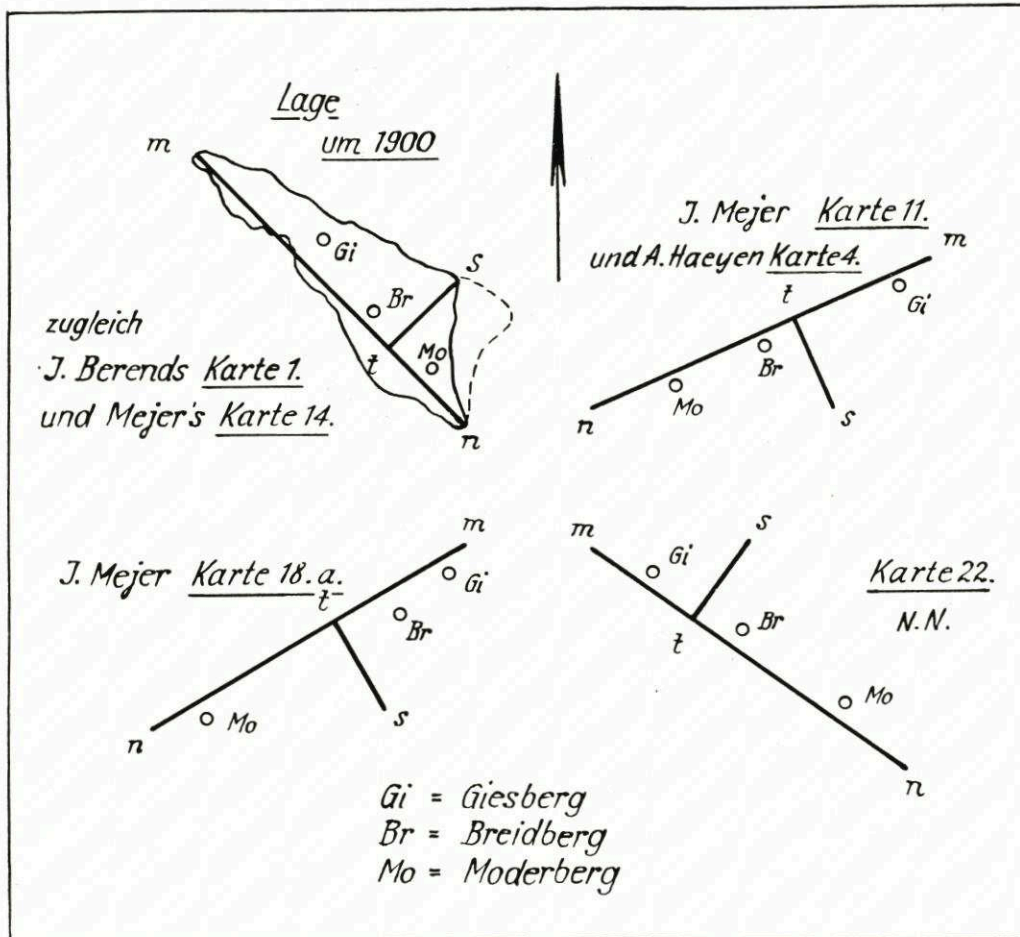 Lage
um 1900
m
Gi
s
Br
t
Mo
n
zugleich
J. Berends Karte 1.
und Mejer's Karte 14.
J. Mejer Karte 11.
und A. Haeyen Karte 4.
m
t
Gi
Br
Mo
n
s
J. Mejer Karte 18.a.
m
t
Gi
Br
Mo
s
n
Karte 22.
N.N.
m
s
Gi
Br
t
Mo
n
Gi = Giesberg
Br = Breidberg
Mo = Moderberg